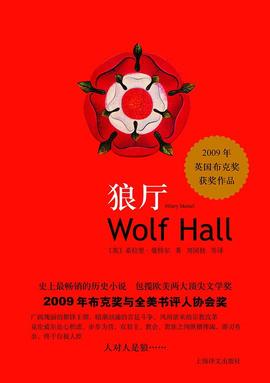 2009 年
英国布克奖
获奖作品
狼厅
Hilary Mantel
Wolf Hall
〔英〕希拉里·曼特尔 著 刘国枝 等译
史上最畅销的历史小说 包揽欧美两大顶尖文学奖
2009年布克奖与全美书评人协会奖
人对人是狼……
上海译文出版社